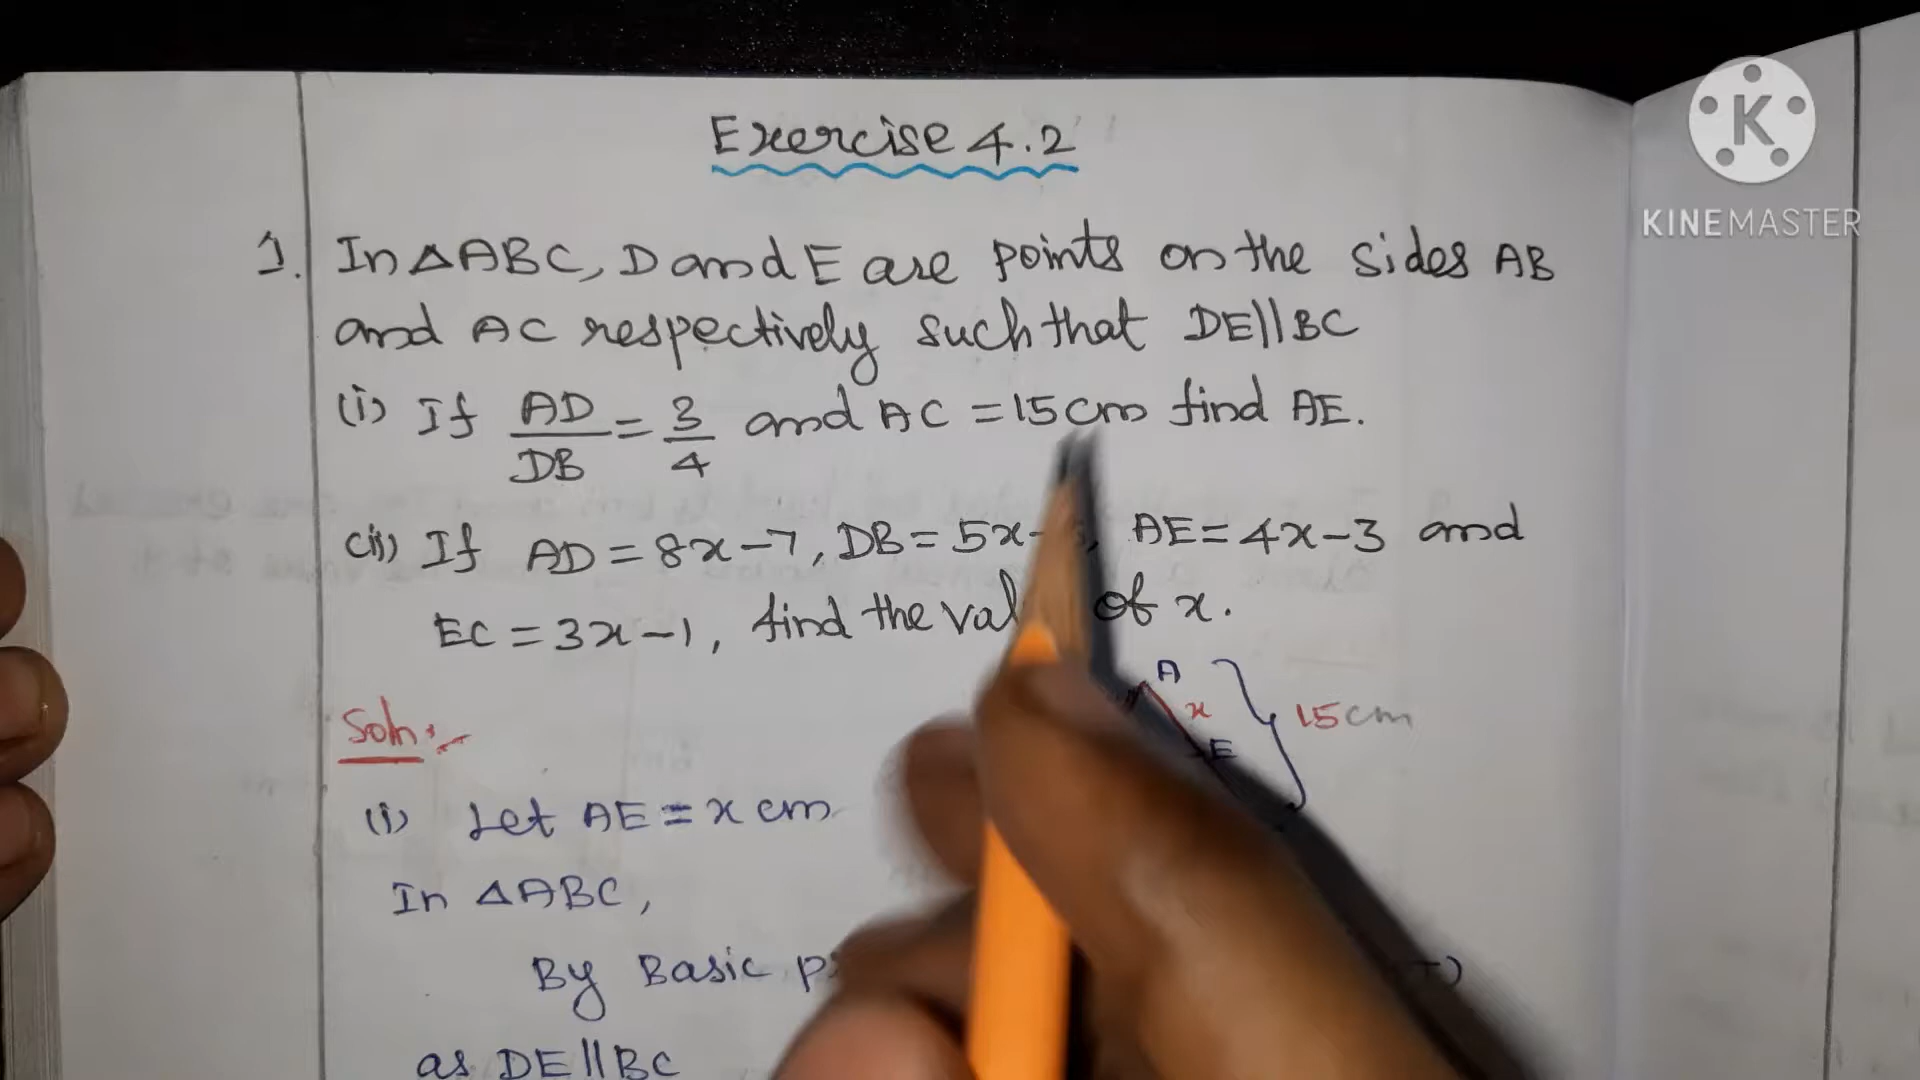 Exercise 4.2
K
KINEMASTER
1. In △ABC, D and E are points on the sides AB
and AC respectively such that DE||BC
(i) If AD/DB = 3/4 and AC = 15cm find AE.
(ii) If AD = 8x-7, DB = 5x- , AE = 4x-3 and
EC = 3x-1, find the of x.
A
x
E
15cm
Soln:-
(i) Let AE = x cm
In △ABC,
By Basic
as DE||BC